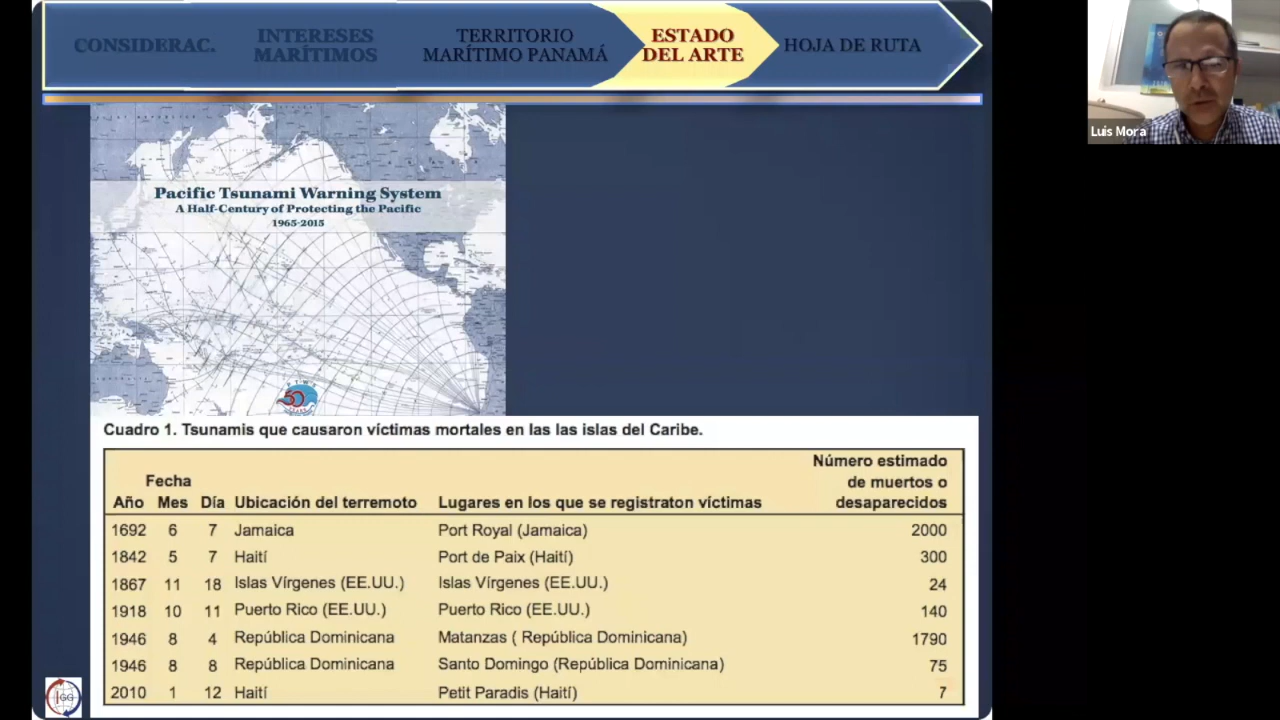 CONSIDERAC.
INTERESES
MARÍTIMOS
TERRITORIO
MARÍTIMO PANAMÁ
ESTADO
DEL ARTE
HOJA DE RUTA
Luis Mora
Pacific Tsunami Warning System
A Half-Century of Protecting the Pacific
1965-2015
50
Cuadro 1. Tsunamis que causaron víctimas mortales en las las islas del Caribe.
Fecha
Año Mes Día Ubicación del terremoto Lugares en los que se registraton víctimas Número estimado de muertos o desaparecidos
1692 6 7 Jamaica Port Royal (Jamaica) 2000
1842 5 7 Haití Port de Paix (Haití) 300
1867 11 18 Islas Vírgenes (EE.UU.) Islas Vírgenes (EE.UU.) 24
1918 10 11 Puerto Rico (EE.UU.) Puerto Rico (EE.UU.) 140
1946 8 4 República Dominicana Matanzas ( República Dominicana) 1790
1946 8 8 República Dominicana Santo Domingo (República Dominicana) 75
2010 1 12 Haití Petit Paradis (Haití) 7
IGC